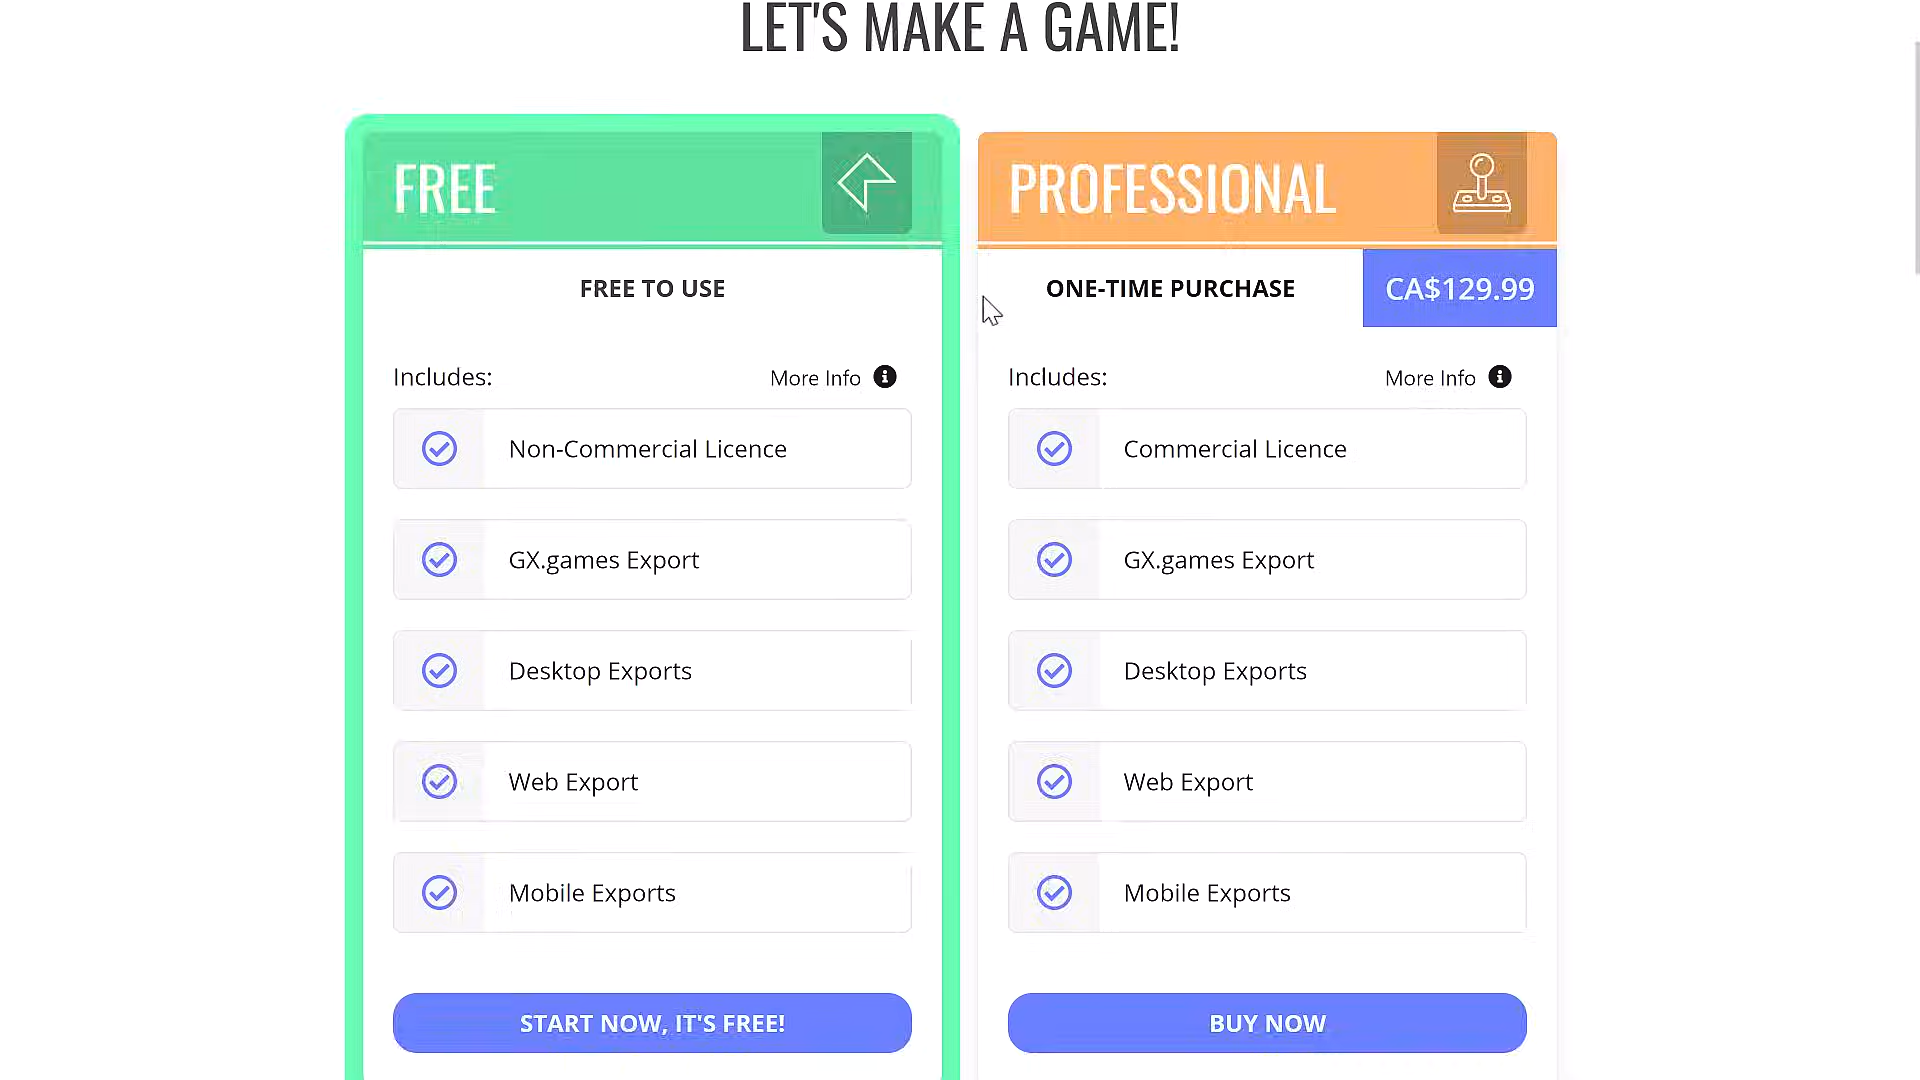 LET'S MAKE A GAME!
FREE
FREE TO USE
Includes:
More Info
Non-Commercial Licence
GX.games Export
Desktop Exports
Web Export
Mobile Exports
START NOW, IT'S FREE!
PROFESSIONAL
ONE-TIME PURCHASE
CA$129.99
Includes:
More Info
Commercial Licence
GX.games Export
Desktop Exports
Web Export
Mobile Exports
BUY NOW